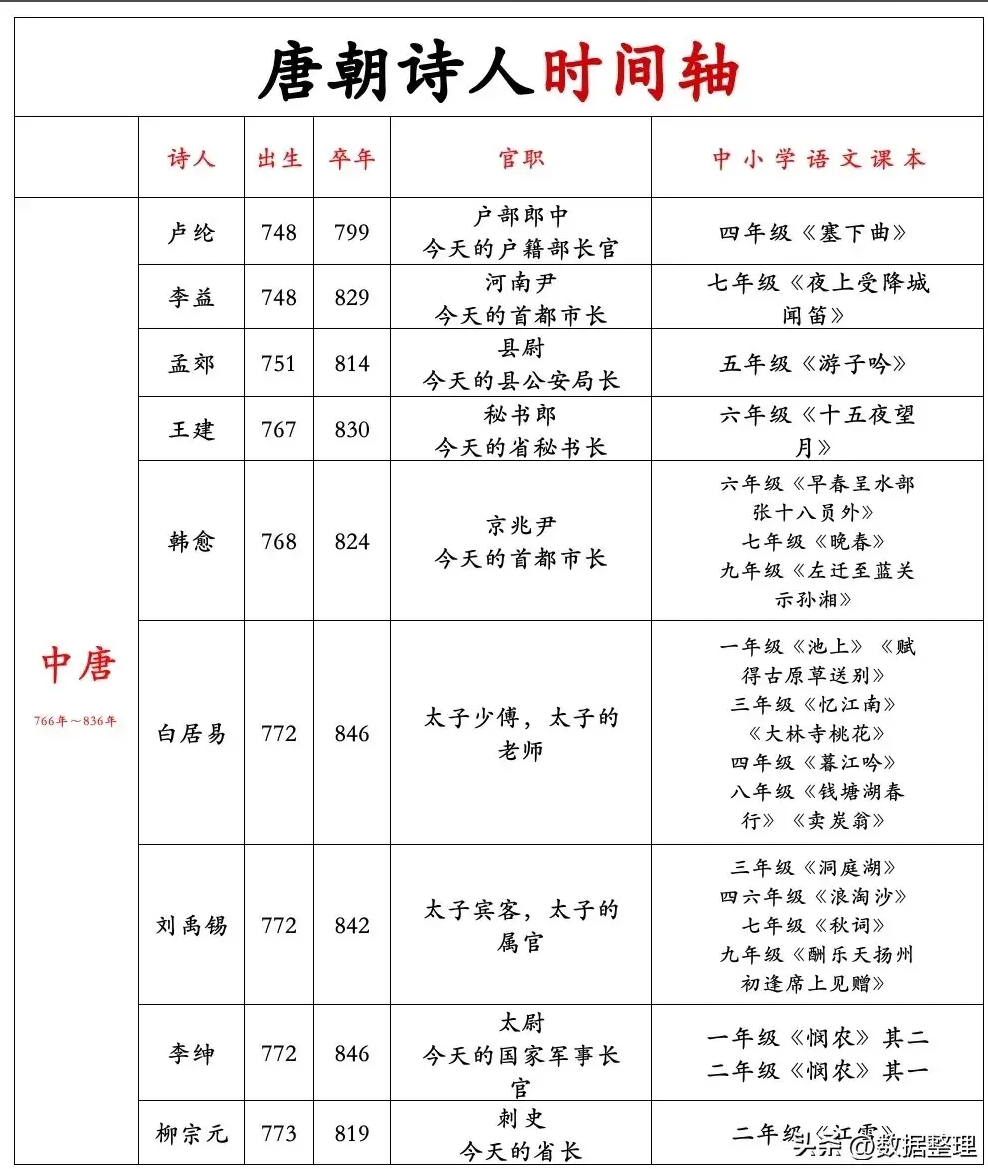 唐朝诗人时间轴
诗人 出生 卒年 官职 中小学语文课本
中唐
766年～836年
卢纶 748 799
户部郎中
今天的户籍部长官
四年级《塞下曲》
李益 748 829
河南尹
今天的首都市长
七年级《夜上受降城
闻笛》
孟郊 751 814
县尉
今天的县公安局长
五年级《游子吟》
王建 767 830
秘书郎
今天的省秘书长
六年级《十五夜望
月》
韩愈 768 824
京兆尹
今天的首都市长
六年级《早春呈水部
张十八员外》
七年级《晚春》
九年级《左迁至蓝关
示孙湘》
白居易 772 846
太子少傅，太子的
老师
一年级《池上》《赋
得古原草送别》
三年级《忆江南》
《大林寺桃花》
四年级《暮江吟》
八年级《钱塘湖春
行》《卖炭翁》
刘禹锡 772 842
太子宾客，太子的
属官
三年级《洞庭湖》
四六年级《浪淘沙》
七年级《秋词》
九年级《酬乐天扬州
初逢席上见赠》
李绅 772 846
太尉
今天的国家军事长
官
一年级《悯农》其二
二年级《悯农》其一
柳宗元 773 819
刺史
今天的省长
二年级《江雪》
头条 @数据整理